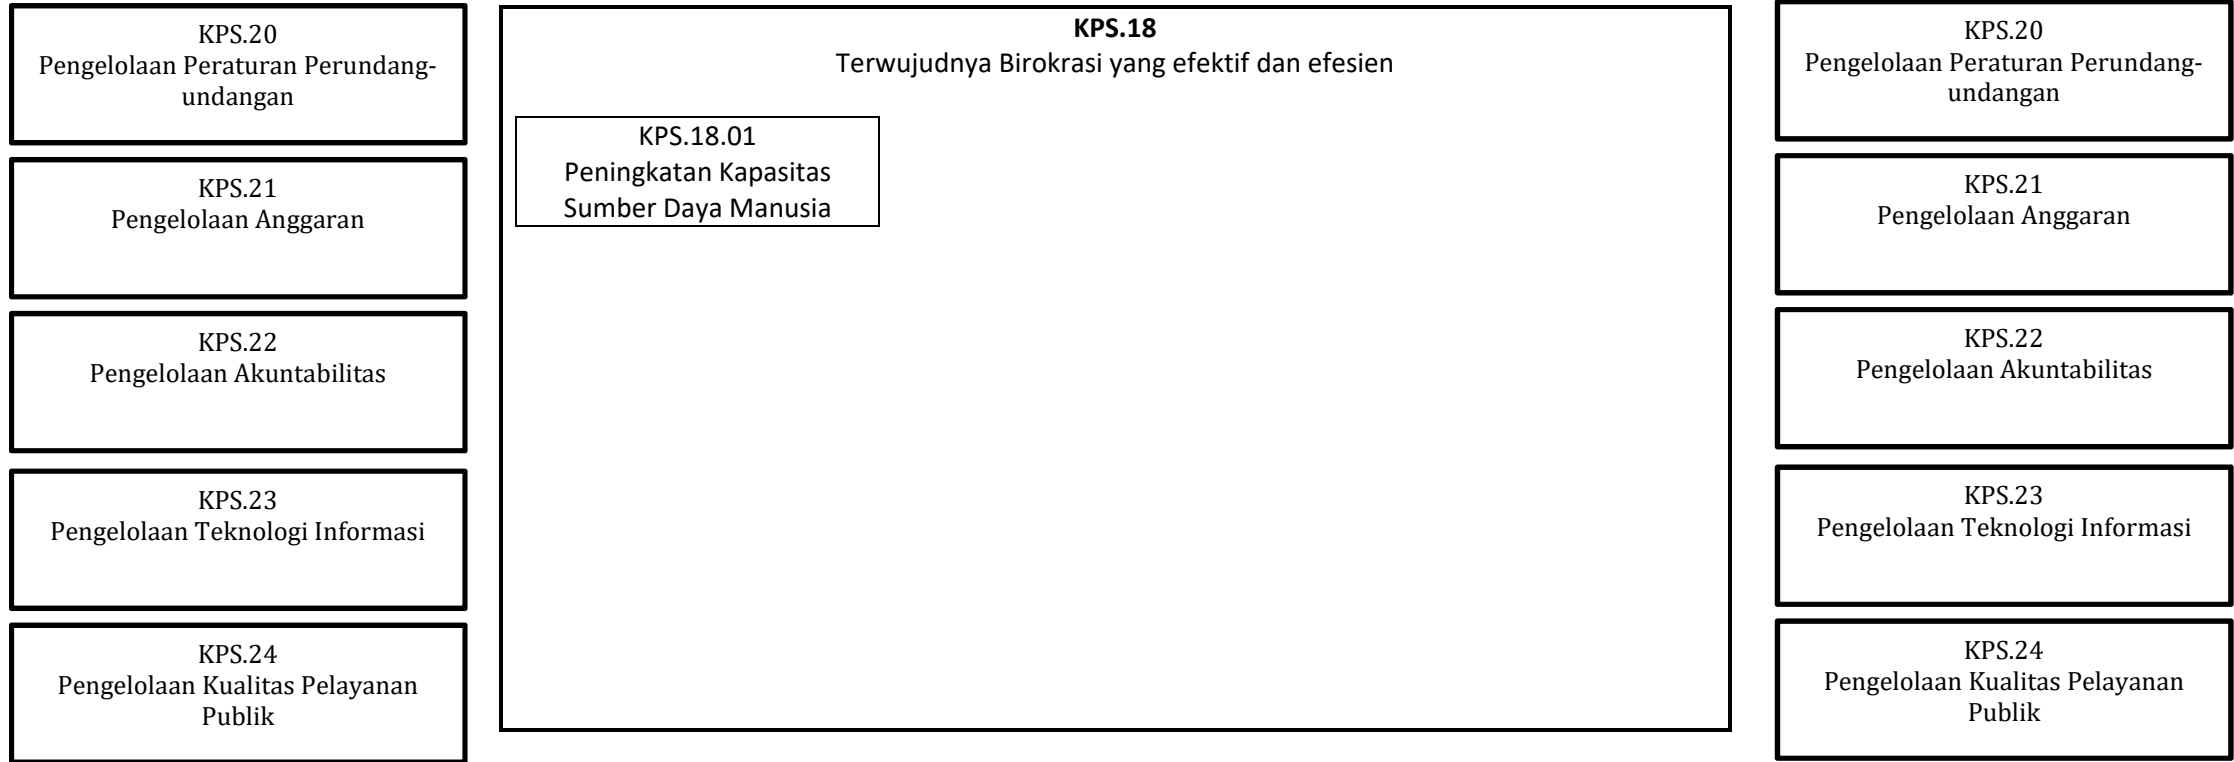 KPS.20
Pengelolaan Peraturan Perundang-
undangan
KPS.21
Pengelolaan Anggaran
KPS.22
Pengelolaan Akuntabilitas
KPS.23
Pengelolaan Teknologi Informasi
KPS.24
Pengelolaan Kualitas Pelayanan
Publik
KPS.18
Terwujudnya Birokrasi yang efektif dan efesien
KPS.18.01
Peningkatan Kapasitas
Sumber Daya Manusia
KPS.20
Pengelolaan Peraturan Perundang-
undangan
KPS.21
Pengelolaan Anggaran
KPS.22
Pengelolaan Akuntabilitas
KPS.23
Pengelolaan Teknologi Informasi
KPS.24
Pengelolaan Kualitas Pelayanan
Publik